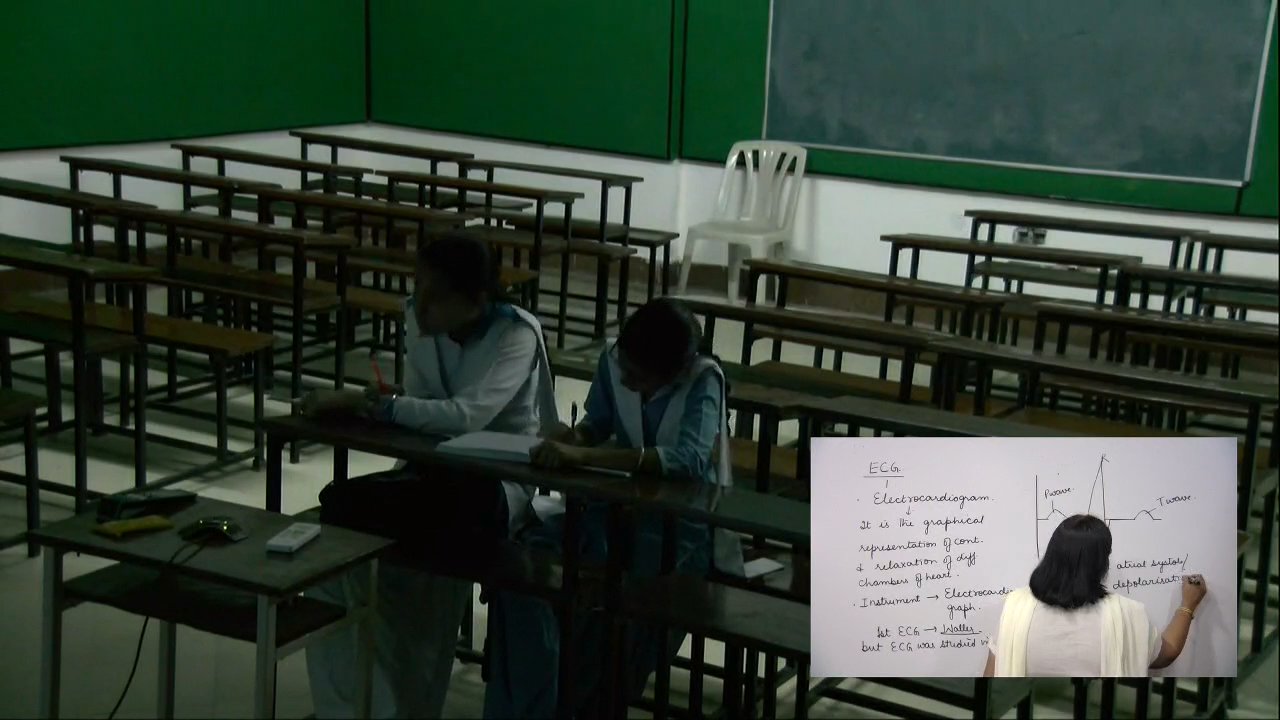 ECG
Electrocardiogram.
It is the graphical
representation of cont.
& relaxation of diff
chambers of heart.
Instrument → Electrocardio
graph.
1st ECG → Waller
but ECG was studied
P wave.
T wave.
R
atrial systole/
depolarisat